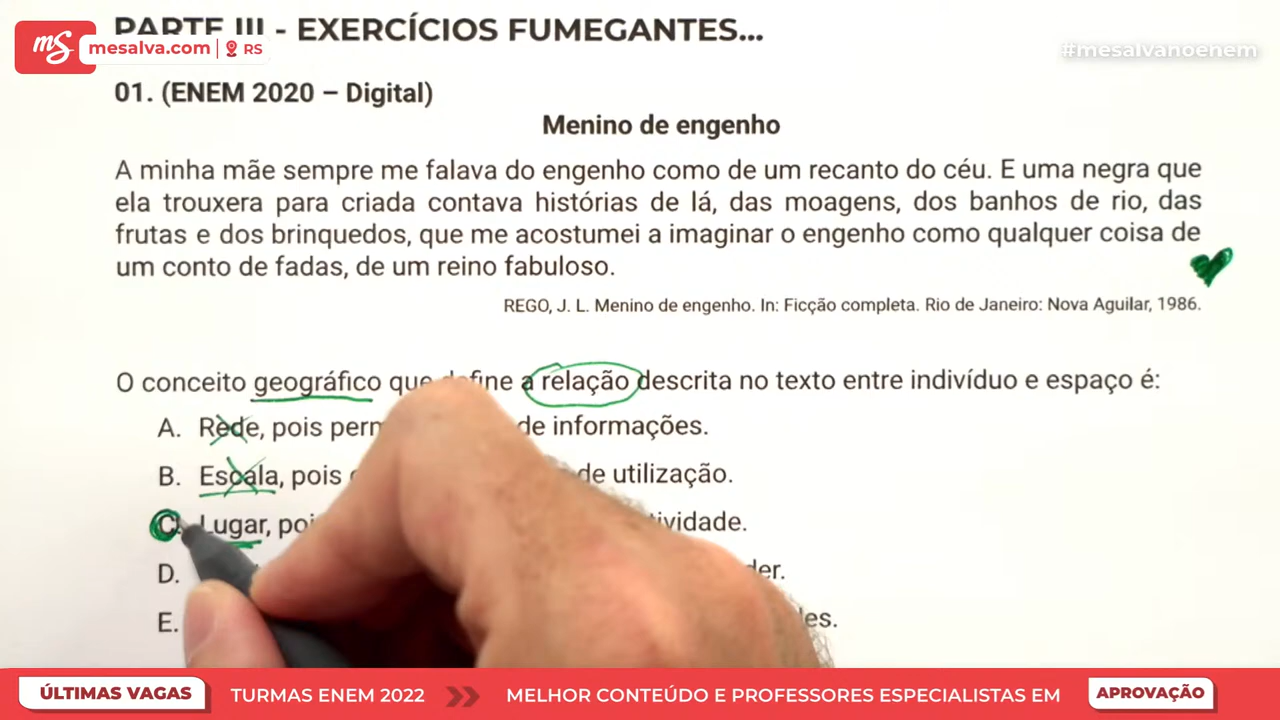 PARTE III - EXERCÍCIOS FUMEGANTES...
mS mesalva.com | RS
#mesalvanoenem
01. (ENEM 2020 – Digital)
Menino de engenho
A minha mãe sempre me falava do engenho como de um recanto do céu. E uma negra que
ela trouxera para criada contava histórias de lá, das moagens, dos banhos de rio, das
frutas e dos brinquedos, que me acostumei a imaginar o engenho como qualquer coisa de
um conto de fadas, de um reino fabuloso.
REGO, J. L. Menino de engenho. In: Ficção completa. Rio de Janeiro: Nova Aguilar, 1986.
O conceito geográfico que define a relação descrita no texto entre indivíduo e espaço é:
A. Rede, pois de informações.
B. Escala, pois de utilização.
C. Lugar,
D.
E.
ÚLTIMAS VAGAS TURMAS ENEM 2022 MELHOR CONTEÚDO E PROFESSORES ESPECIALISTAS EM APROVAÇÃO